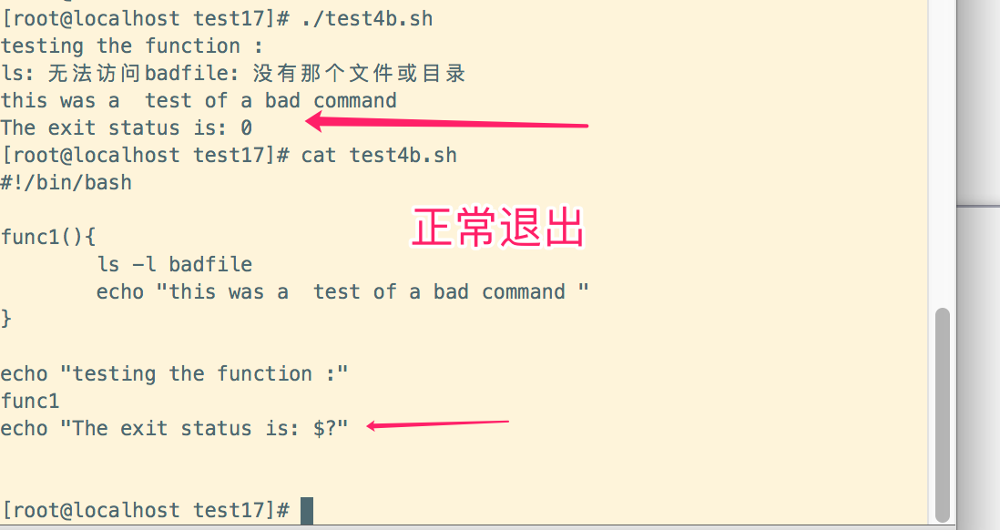 [root@localhost test17]# ./test4b.sh
testing the function :
ls: 无法访问badfile: 没有那个文件或目录
this was a  test of a bad command
The exit status is: 0
[root@localhost test17]# cat test4b.sh
#!/bin/bash
正常退出
func1(){
        ls -l badfile
        echo "this was a  test of a bad command "
}
echo "testing the function :"
func1
echo "The exit status is: $?"
[root@localhost test17]#